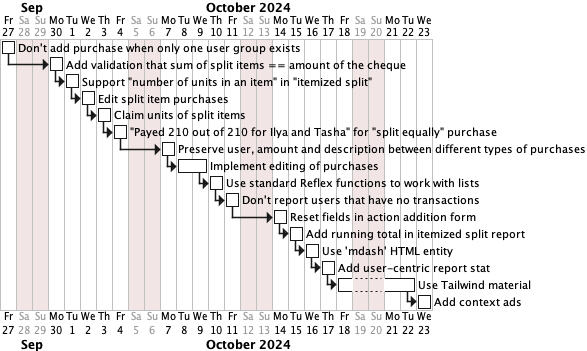 Sep October 2024
Fr Sa Su Mo Tu We Th Fr Sa Su Mo Tu We Th Fr Sa Su Mo Tu We Th Fr Sa Su Mo Tu We
27 28 29 30 1 2 3 4 5 6 7 8 9 10 11 12 13 14 15 16 17 18 19 20 21 22 23
Don't add purchase when only one user group exists
Add validation that sum of split items == amount of the cheque
Support "number of units in an item" in "itemized split"
Edit split item purchases
Claim units of split items
"Payed 210 out of 210 for Ilya and Tasha" for "split equally" purchase
Preserve user, amount and description between different types of purchases
Implement editing of purchases
Use standard Reflex functions to work with lists
Don't report users that have no transactions
Reset fields in action addition form
Add running total in itemized split report
Use 'mdash' HTML entity
Add user-centric report stat
Use Tailwind material
Add context ads
Fr Sa Su Mo Tu We Th Fr Sa Su Mo Tu We Th Fr Sa Su Mo Tu We Th Fr Sa Su Mo Tu We
27 28 29 30 1 2 3 4 5 6 7 8 9 10 11 12 13 14 15 16 17 18 19 20 21 22 23
Sep October 2024